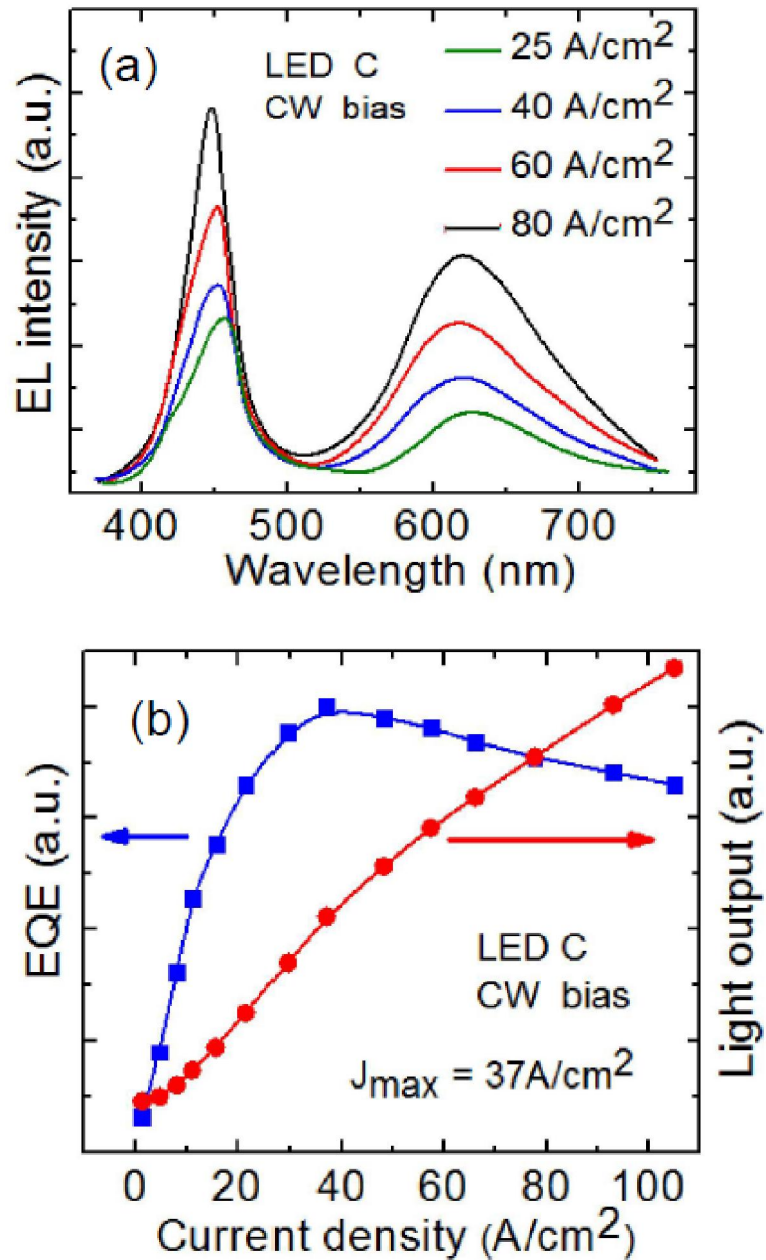 (a)
LED C
CW bias
25 A/cm²
40 A/cm²
60 A/cm²
80 A/cm²
EL intensity (a.u.)
400 500 600 700
Wavelength (nm)
(b)
EQE (a.u.)
Light output (a.u.)
LED C
CW bias
Jmax = 37A/cm²
0 20 40 60 80 100
Current density (A/cm²)